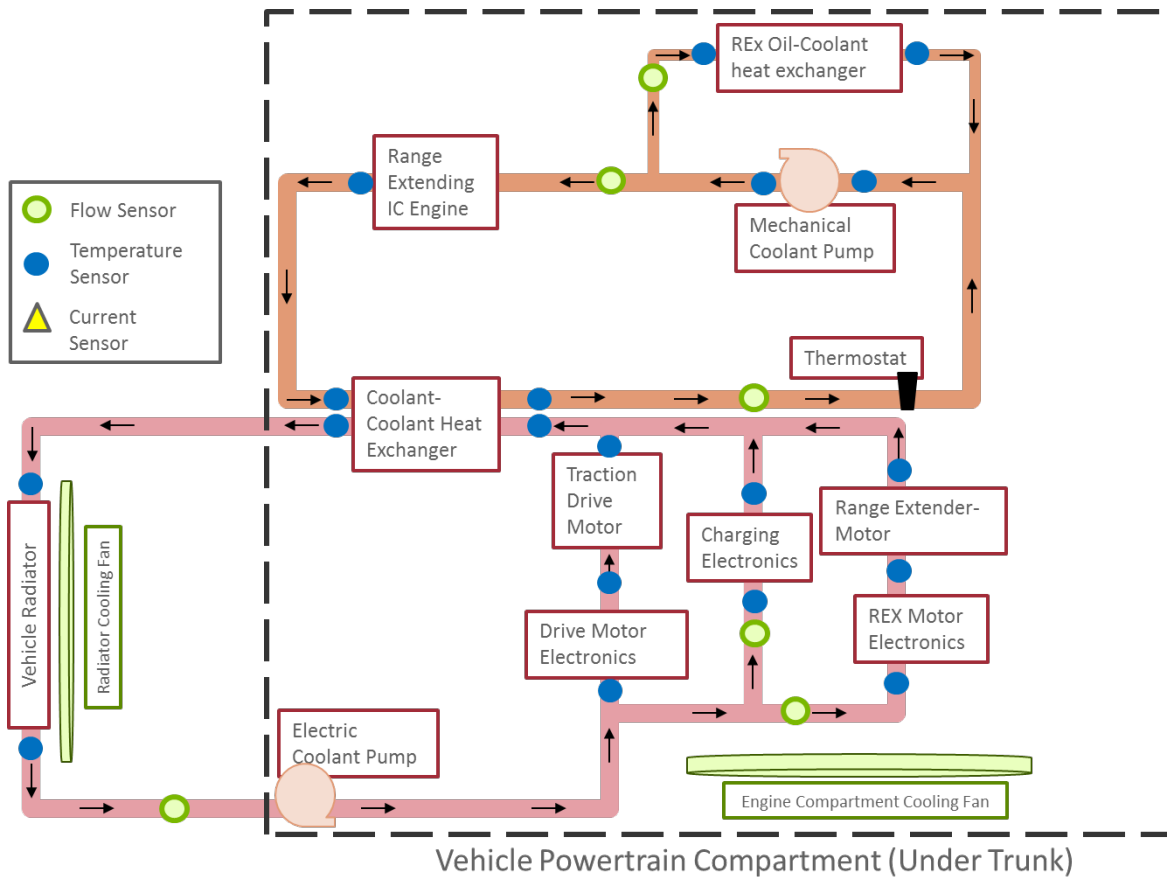 REx Oil-Coolant
heat exchanger
Range
Extending
IC Engine
Mechanical
Coolant Pump
Flow Sensor
Temperature
Sensor
Current
Sensor
Thermostat
Coolant-
Coolant Heat
Exchanger
Traction
Drive
Motor
Charging
Electronics
Range Extender-
Motor
Vehicle Radiator
Radiator Cooling Fan
Drive Motor
Electronics
REX Motor
Electronics
Electric
Coolant Pump
Engine Compartment Cooling Fan
Vehicle Powertrain Compartment (Under Trunk)